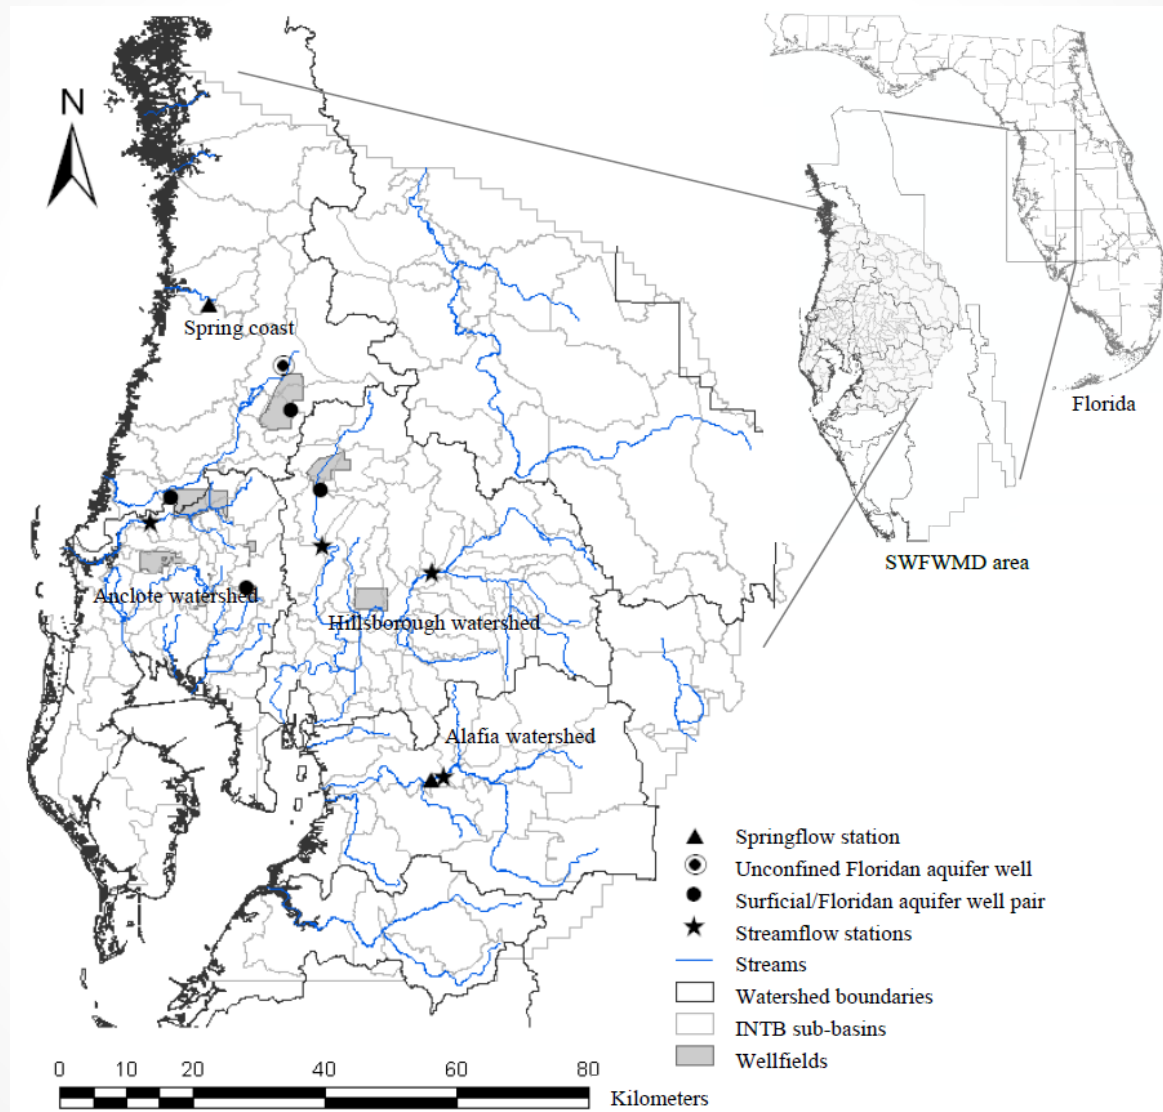 N
Spring coast
Florida
SWFWMD area
Anclote watershed
Hillsborough watershed
Alafia watershed
Springflow station
Unconfined Floridan aquifer well
Surficial/Floridan aquifer well pair
Streamflow stations
Streams
Watershed boundaries
INTB sub-basins
Wellfields
0 10 20 40 60 80
Kilometers